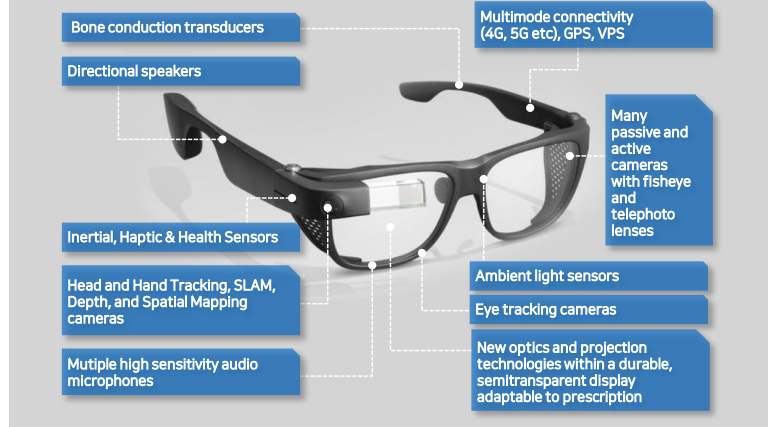 Bone conduction transducers
Directional speakers
Inertial, Haptic & Health Sensors
Head and Hand Tracking, SLAM,
Depth, and Spatial Mapping
cameras
Mutiple high sensitivity audio
microphones
Multimode connectivity
(4G, 5G etc), GPS, VPS
Many
passive and
active
cameras
with fisheye
and
telephoto
lenses
Ambient light sensors
Eye tracking cameras
New optics and projection
technologies within a durable,
semitransparent display
adaptable to prescription